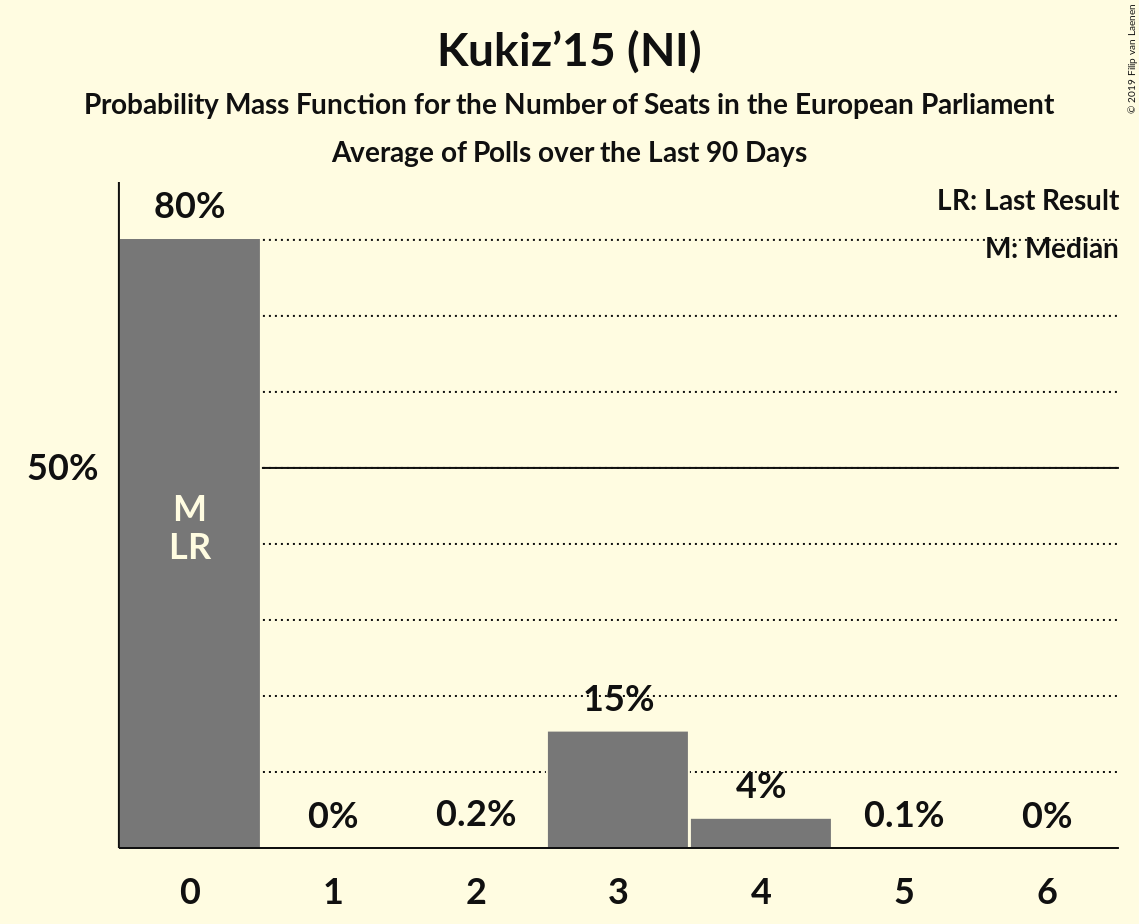 Kukiz’15 (NI)
Probability Mass Function for the Number of Seats in the European Parliament
Average of Polls over the Last 90 Days
© 2019 Filip van Laenen
LR: Last Result
M: Median
80%
50%
M
LR
15%
4%
0%
0.2%
0.1%
0%
0 1 2 3 4 5 6